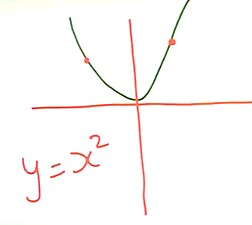 y = x²